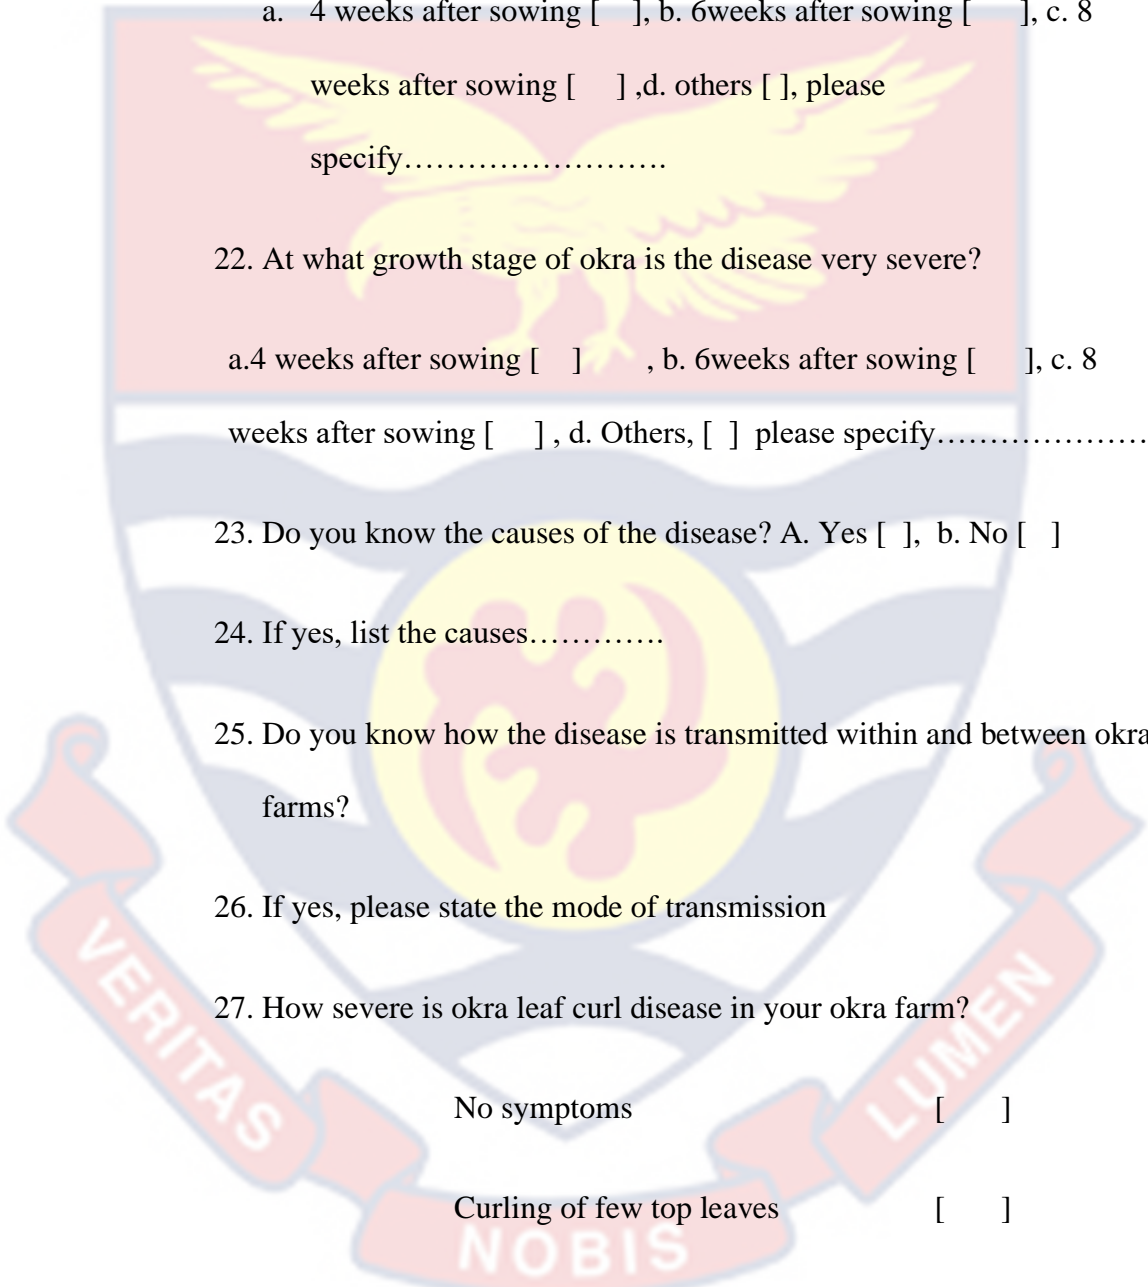 a. 4 weeks after sowing [ ], b. 6weeks after sowing [ ], c. 8
weeks after sowing [ ] ,d. others [ ], please
specify…………………….
22. At what growth stage of okra is the disease very severe?
a.4 weeks after sowing [ ] , b. 6weeks after sowing [ ], c. 8
weeks after sowing [ ] , d. Others, [ ] please specify…………………
23. Do you know the causes of the disease? A. Yes [ ], b. No [ ]
24. If yes, list the causes………….
25. Do you know how the disease is transmitted within and between okra
farms?
26. If yes, please state the mode of transmission
27. How severe is okra leaf curl disease in your okra farm?
No symptoms [ ]
Curling of few top leaves [ ]
VERITAS
NOBIS
LUMEN